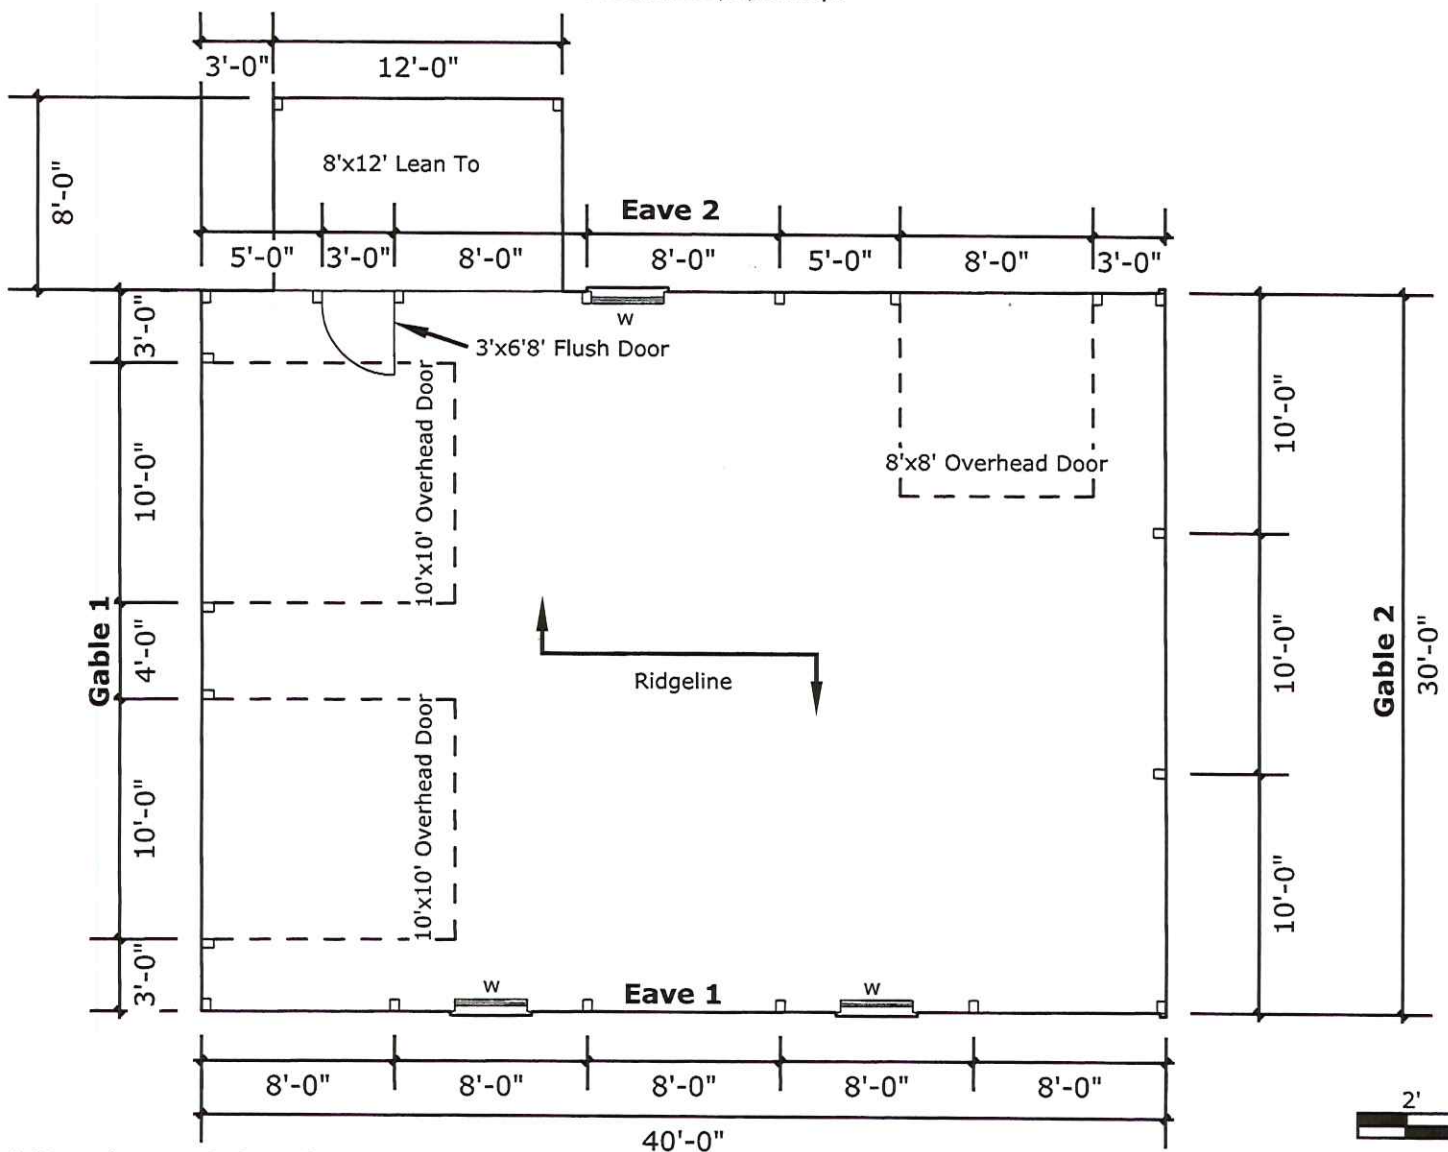 3'-0" 12'-0"
8'-0"
8'x12' Lean To
Eave 2
5'-0" 3'-0" 8'-0" 8'-0" 5'-0" 8'-0" 3'-0"
W
3'x6'8' Flush Door
3'-0"
10'-0"
4'-0"
10'-0"
3'-0"
Gable 1
10'x10' Overhead Door
10'x10' Overhead Door
8'x8' Overhead Door
Ridgeline
10'-0"
10'-0"
10'-0"
Gable 2
30'-0"
W
Eave 1
W
8'-0" 8'-0" 8'-0" 8'-0" 8'-0"
40'-0"
2'